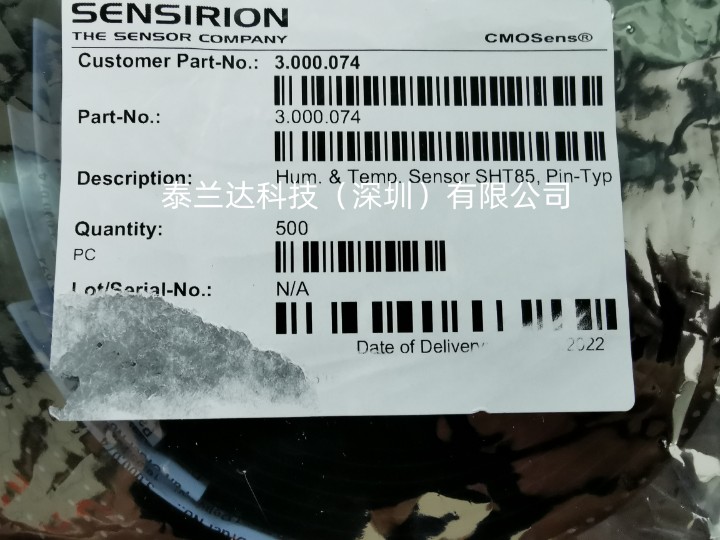 SENSIRION
THE SENSOR COMPANY
CMOSens®
Customer Part-No.: 3.000.074
Part-No.: 3.000.074
Description: Hum. & Temp. Sensor SHT85, Pin-Typ
泰兰达科技（深圳）有限公司
Quantity: 500
PC
Lot/Serial-No.: N/A
Date of Delivery 2022